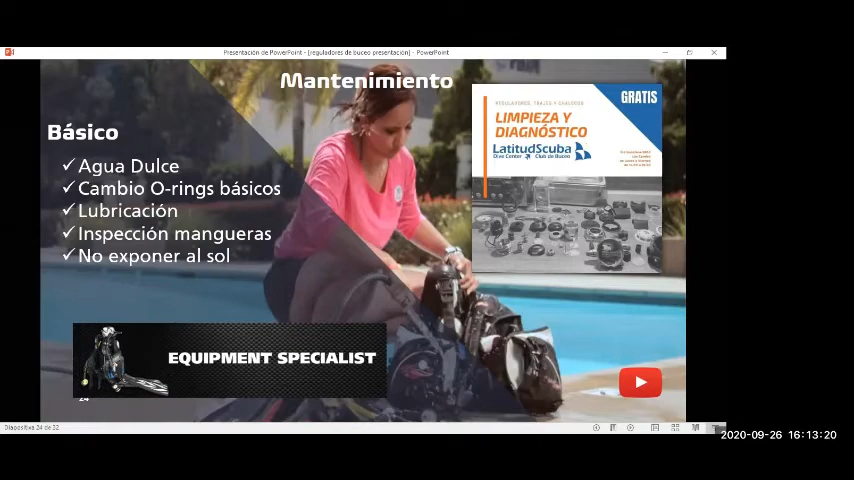 Presentación de PowerPoint - [reguladores de buceo presentacion] - PowerPoint
Mantenimiento
Básico
✓Agua Dulce
✓Cambio O-rings básicos
✓Lubricación
✓Inspección mangueras
✓No exponer al sol
GRATIS
REGULADORES, TRAJES Y CHALECOS
LIMPIEZA Y
DIAGNÓSTICO
LatitudScuba
Dive Center
Club de Buceo
EQUIPMENT SPECIALIST
24
Diapositiva 24 de 32
2020-09-26 16:13:20